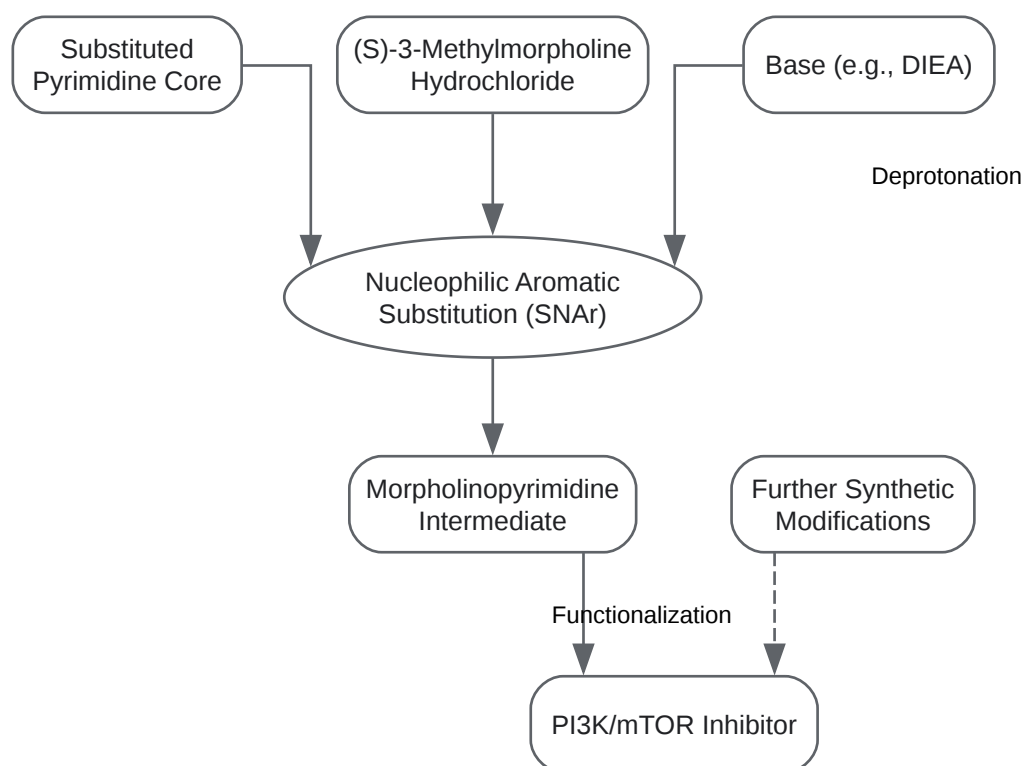 Substituted
Pyrimidine Core
(S)-3-Methylmorpholine
Hydrochloride
Base (e.g., DIEA)
Deprotonation
Nucleophilic Aromatic
Substitution (SNAr)
Morpholinopyrimidine
Intermediate
Further Synthetic
Modifications
Functionalization
PI3K/mTOR Inhibitor